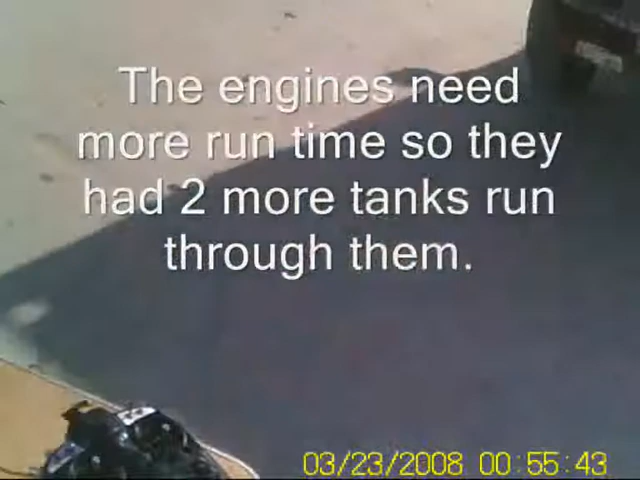 The engines need
more run time so they
had 2 more tanks run
through them.
03/23/2008 00:55:43